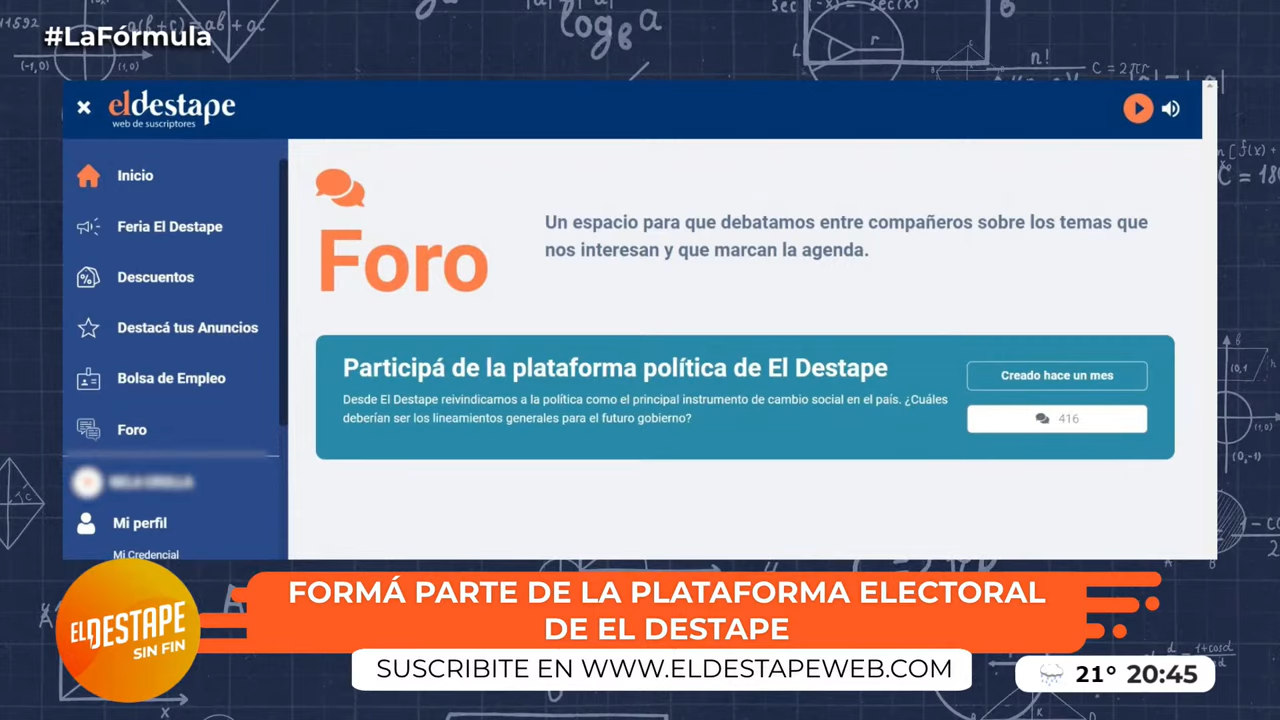 #LaFórmula
eldestape
web de suscriptores
Inicio
Feria El Destape
Descuentos
Destacá tus Anuncios
Bolsa de Empleo
Foro
Mi perfil
Mi Credencial
Foro
Un espacio para que debatamos entre compañeros sobre los temas que
nos interesan y que marcan la agenda.
Participá de la plataforma política de El Destape
Desde El Destape reivindicamos a la política como el principal instrumento de cambio social en el país. ¿Cuáles
deberían ser los lineamientos generales para el futuro gobierno?
Creado hace un mes
416
EL DESTAPE
SIN FIN
FORMÁ PARTE DE LA PLATAFORMA ELECTORAL
DE EL DESTAPE
SUSCRIBITE EN WWW.ELDESTAPEWEB.COM
21° 20:45